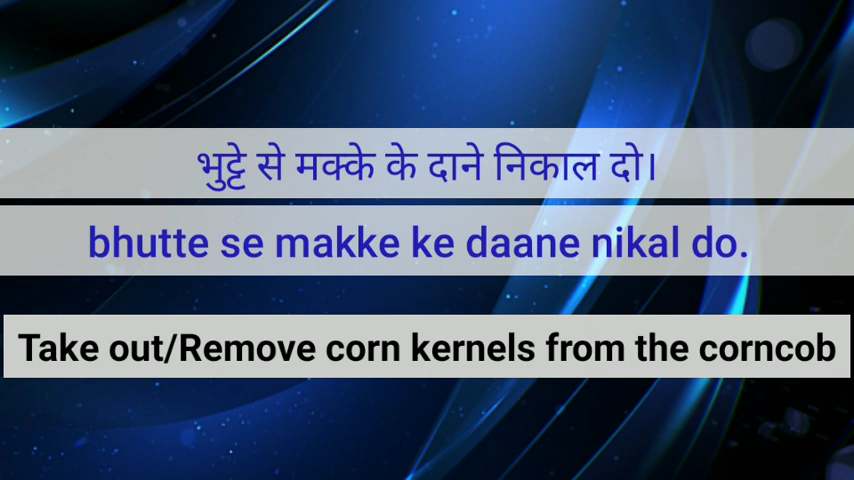 भुट्टे से मक्के के दाने निकाल दो।
bhutte se makke ke daane nikal do.
Take out/Remove corn kernels from the corncob